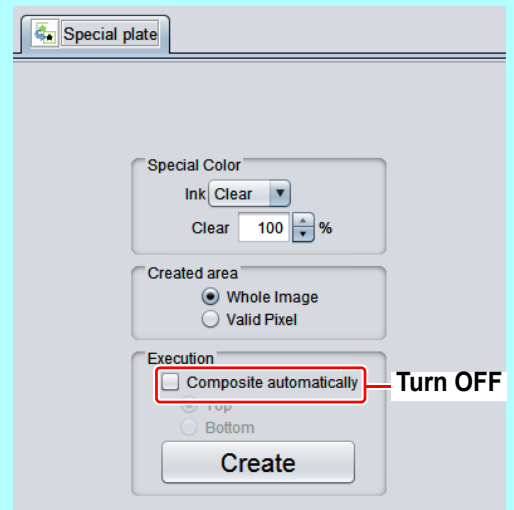 Special plate
Special Color
Ink Clear
Clear 100 %
Created area
Whole Image
Valid Pixel
Execution
Composite automatically Turn OFF
Top
Bottom
Create